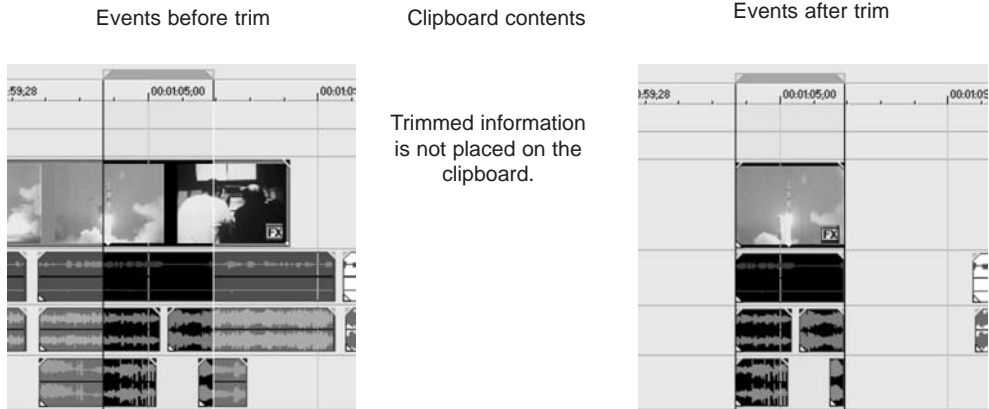 Events before trim
Clipboard contents
Events after trim
Trimmed information
is not placed on the
clipboard.
:59;28
00:01:05;00
00:01:0
:59;28
00:01:05;00
00:01:09
FX
FX